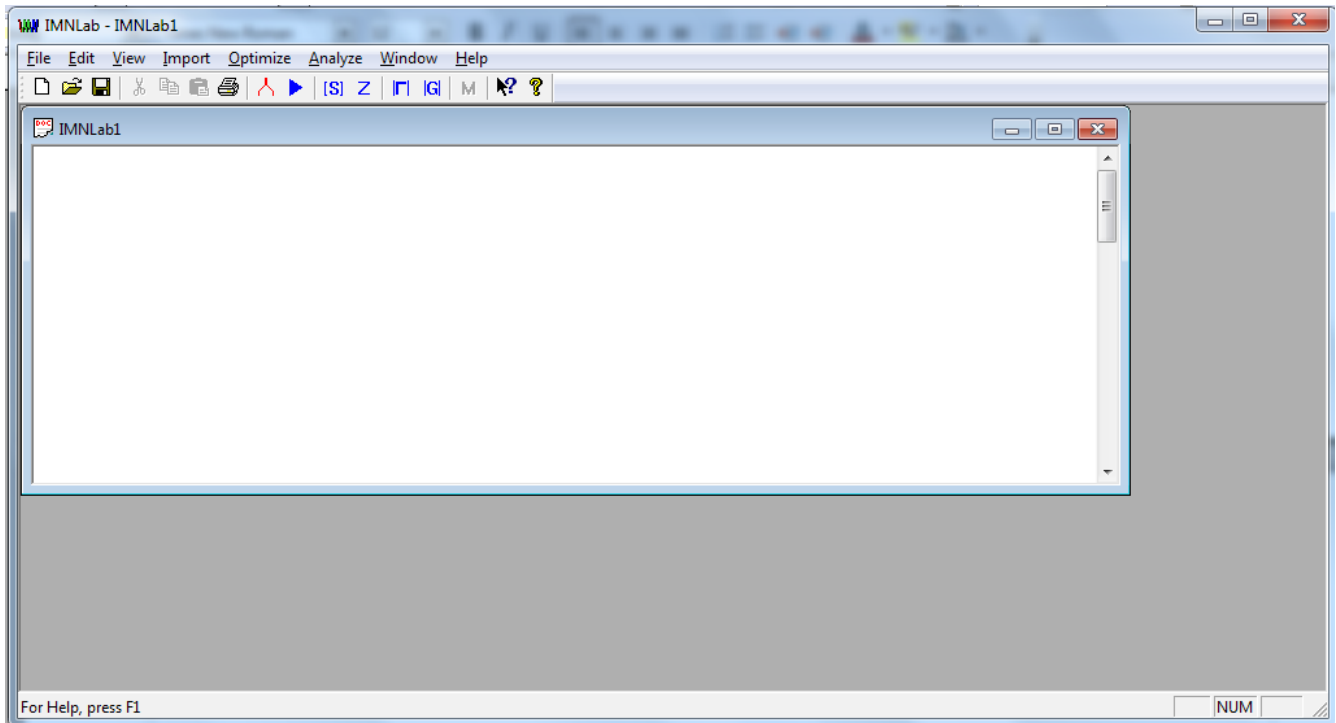 IMNLab - IMNLab1
File Edit View Import Optimize Analyze Window Help
[S] Z |Γ| |G| M ? ?
IMNLab1
For Help, press F1 NUM